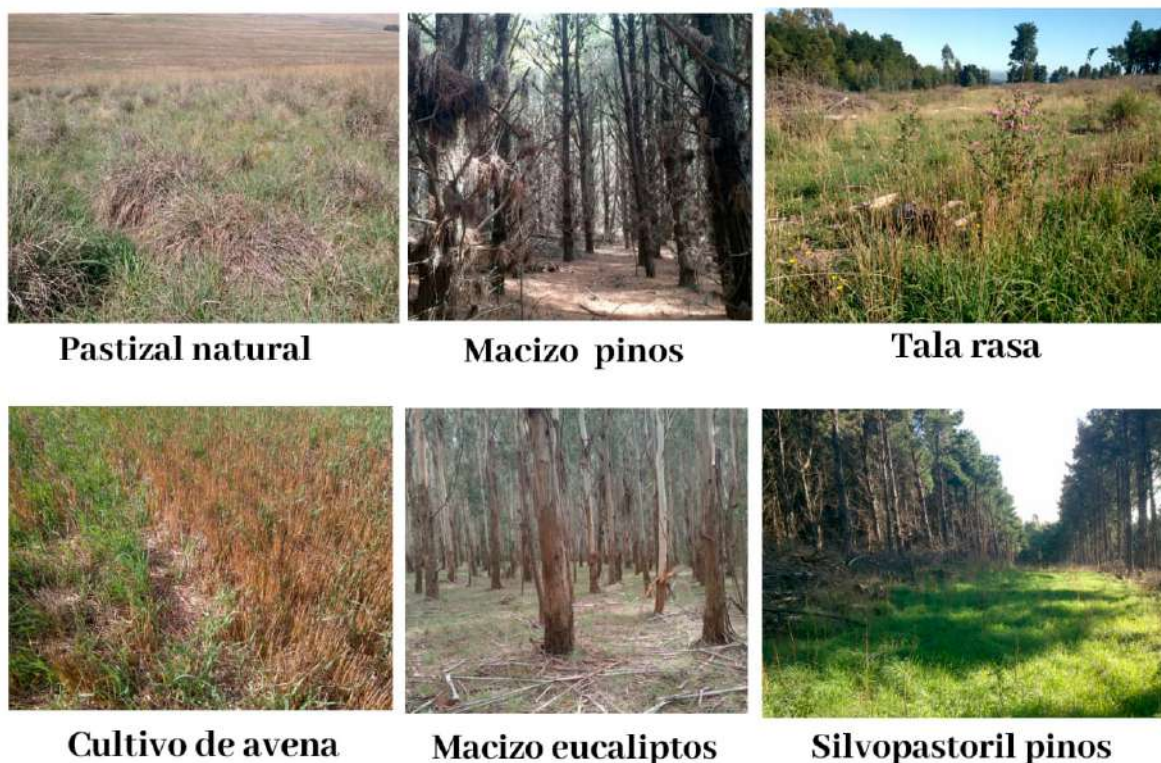 Pastizal natural
Macizo pinos
Tala rasa
Cultivo de avena
Macizo eucaliptos
Silvopastoril pinos